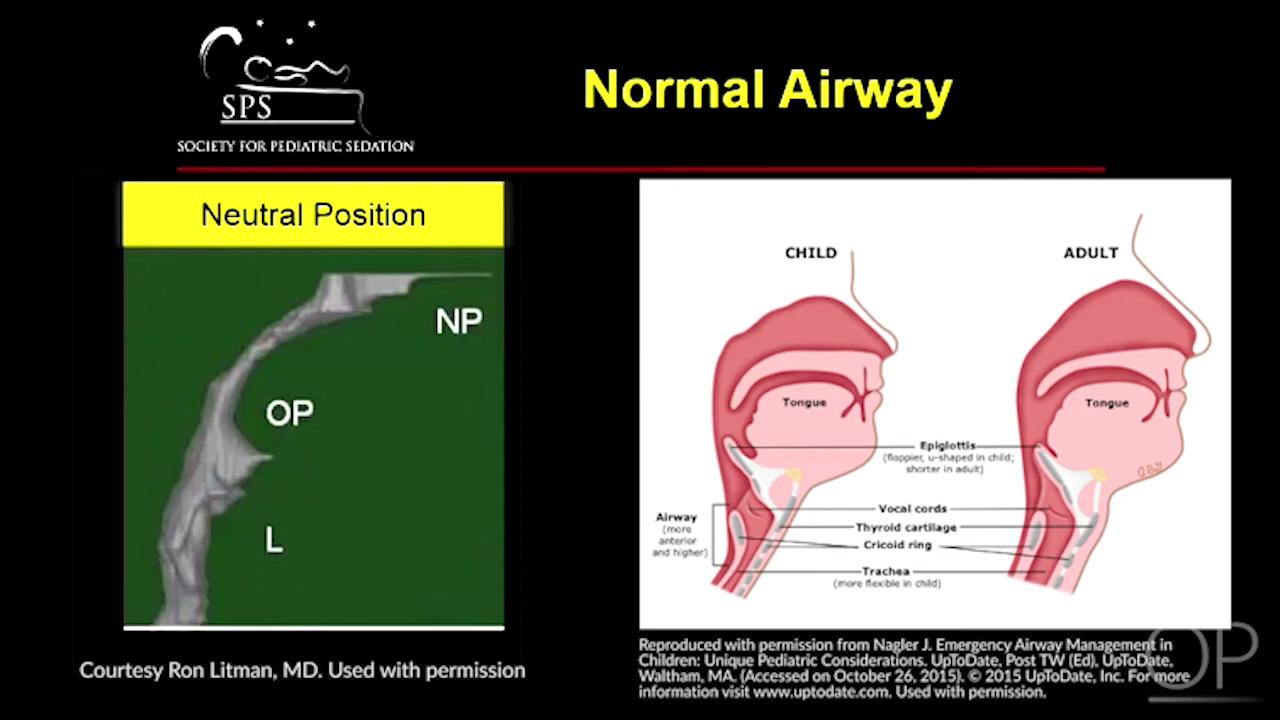 SPS
SOCIETY FOR PEDIATRIC SEDATION
Normal Airway
Neutral Position
NP
OP
L
Courtesy Ron Litman, MD. Used with permission
CHILD
ADULT
Tongue
Tongue
Epiglottis
(floppier, u-shaped in child;
shorter in adult)
Vocal cords
Thyroid cartilage
Cricoid ring
Trachea
(more flexible in child)
Airway
(more
anterior
and higher)
Reproduced with permission from Nagler J. Emergency Airway Management in
Children: Unique Pediatric Considerations. UpToDate, Post TW (Ed), UpToDate,
Waltham, MA. (Accessed on October 26, 2015). © 2015 UpToDate, Inc. For more
information visit www.uptodate.com. Used with permission.
OP